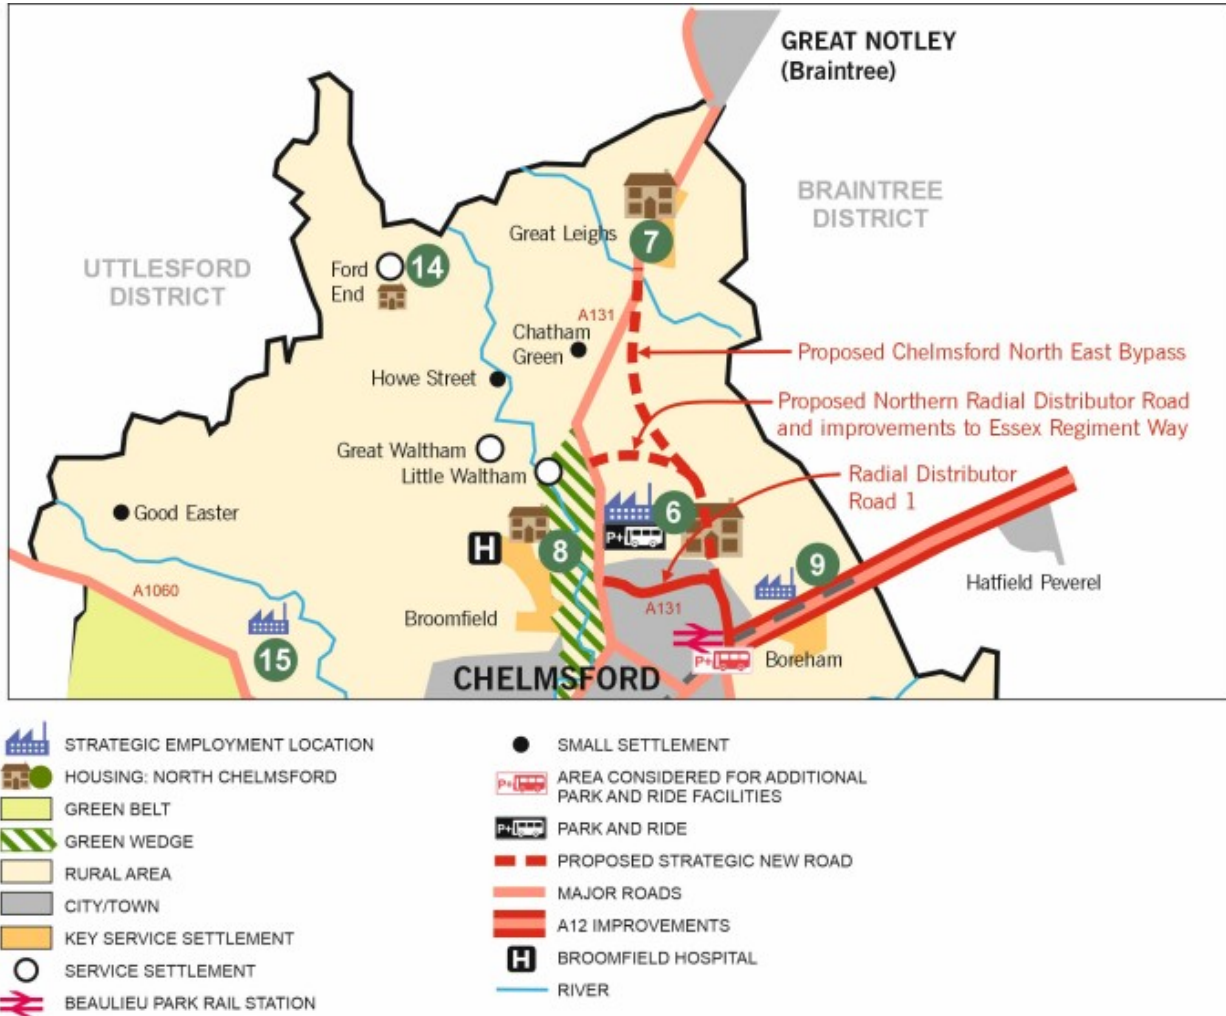 GREAT NOTLEY
(Braintree)
BRAINTREE
DISTRICT
UTTLESFORD
DISTRICT
Great Leighs
7
Ford
End
14
A131
Chatham
Green
Howe Street
Proposed Chelmsford North East Bypass
Proposed Northern Radial Distributor Road
and improvements to Essex Regiment Way
Great Waltham
Little Waltham
Radial Distributor
Road 1
Good Easter
6
P+
H
8
9
Hatfield Peverel
A1060
A131
Broomfield
15
P+
Boreham
CHELMSFORD
STRATEGIC EMPLOYMENT LOCATION
HOUSING: NORTH CHELMSFORD
GREEN BELT
GREEN WEDGE
RURAL AREA
CITY/TOWN
KEY SERVICE SETTLEMENT
SERVICE SETTLEMENT
BEAULIEU PARK RAIL STATION
SMALL SETTLEMENT
P+
AREA CONSIDERED FOR ADDITIONAL
PARK AND RIDE FACILITIES
P+
PARK AND RIDE
PROPOSED STRATEGIC NEW ROAD
MAJOR ROADS
A12 IMPROVEMENTS
H
BROOMFIELD HOSPITAL
RIVER